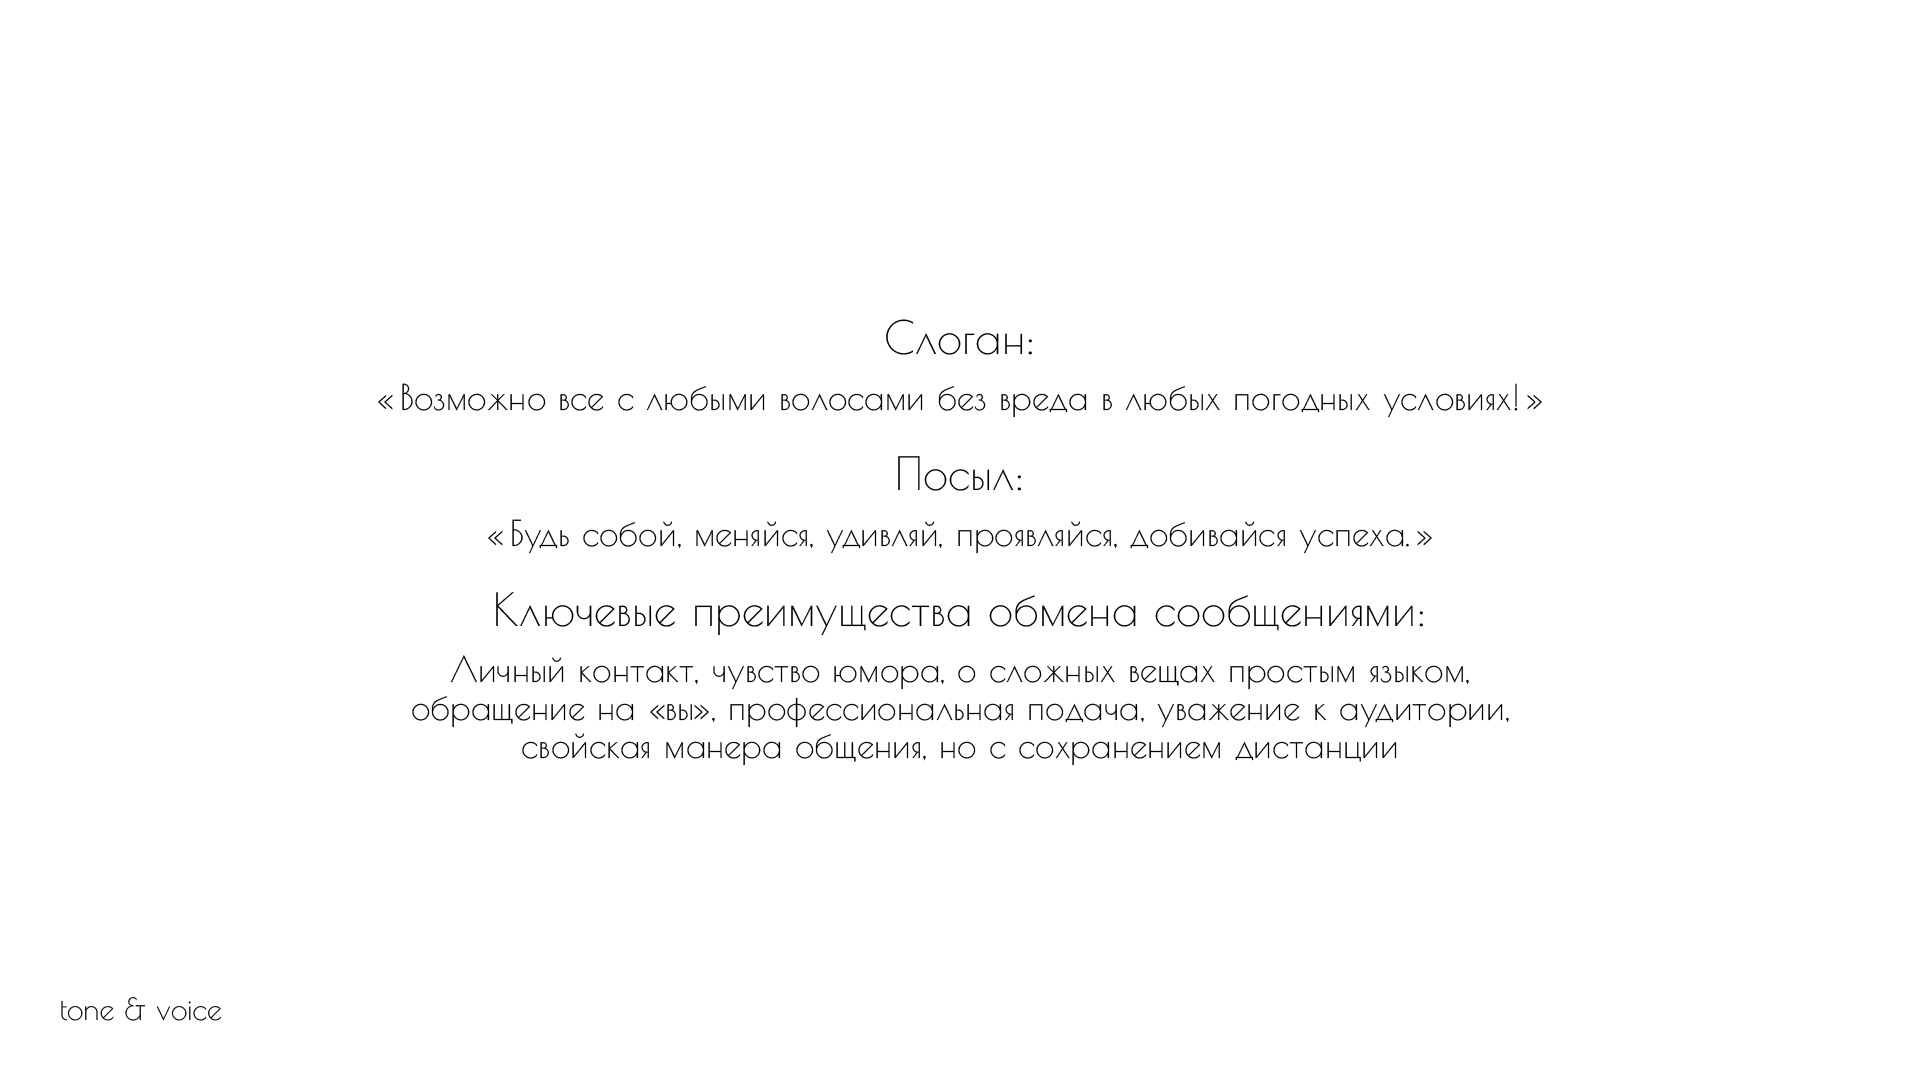 Слоган:
« Возможно все с любыми волосами без вреда в любых погодных условиях! »
Посыл:
« Будь собой, меняйся, удивляй, проявляйся, добивайся успеха. »
Ключевые преимущества обмена сообщениями:
Личный контакт, чувство юмора, о сложных вещах простым языком,
обращение на «вы», профессиональная подача, уважение к аудитории,
свойская манера общения, но с сохранением дистанции
tone & voice